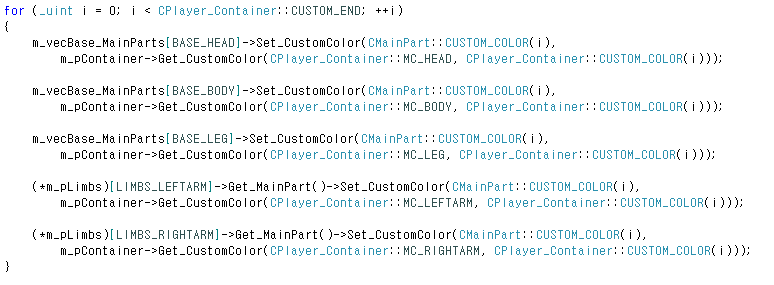 for (_uint i = 0; i < CPlayer_Container::CUSTOM_END; ++i)
{
    m_vecBase_MainParts[BASE_HEAD]->Set_CustomColor(CMainPart::CUSTOM_COLOR(i),
        m_pContainer->Get_CustomColor(CPlayer_Container::MC_HEAD, CPlayer_Container::CUSTOM_COLOR(i)));
    m_vecBase_MainParts[BASE_BODY]->Set_CustomColor(CMainPart::CUSTOM_COLOR(i),
        m_pContainer->Get_CustomColor(CPlayer_Container::MC_BODY, CPlayer_Container::CUSTOM_COLOR(i)));
    m_vecBase_MainParts[BASE_LEG]->Set_CustomColor(CMainPart::CUSTOM_COLOR(i),
        m_pContainer->Get_CustomColor(CPlayer_Container::MC_LEG, CPlayer_Container::CUSTOM_COLOR(i)));
    (*m_pLimbs)[LIMBS_LEFTARM]->Get_MainPart()->Set_CustomColor(CMainPart::CUSTOM_COLOR(i),
        m_pContainer->Get_CustomColor(CPlayer_Container::MC_LEFTARM, CPlayer_Container::CUSTOM_COLOR(i)));
    (*m_pLimbs)[LIMBS_RIGHTARM]->Get_MainPart()->Set_CustomColor(CMainPart::CUSTOM_COLOR(i),
        m_pContainer->Get_CustomColor(CPlayer_Container::MC_RIGHTARM, CPlayer_Container::CUSTOM_COLOR(i)));
}